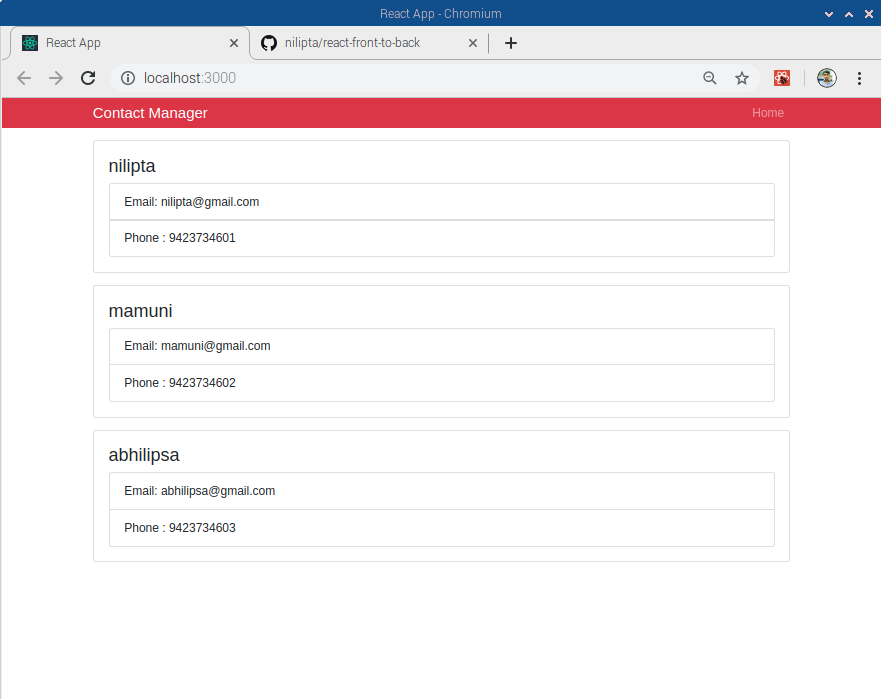 React App - Chromium
React App
nilipta/react-front-to-back
localhost:3000
Contact Manager
Home
nilipta
Email: nilipta@gmail.com
Phone : 9423734601
mamuni
Email: mamuni@gmail.com
Phone : 9423734602
abhilipsa
Email: abhilipsa@gmail.com
Phone : 9423734603